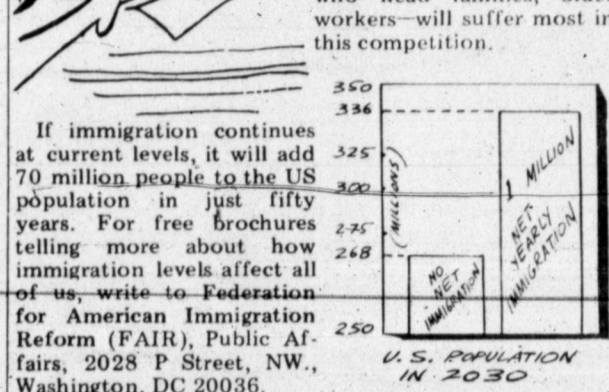 workers—will suffer most in
this competition.
If immigration continues
at current levels, it will add
70 million people to the US
population in just fifty
years. For free brochures
telling more about how
immigration levels affect all
of us, write to Federation
for American Immigration
Reform (FAIR), Public Af-
fairs, 2028 P Street, NW.,
Washington, DC 20036.
350
336
325
300
275
268
250
(MILLIONS)
NO
NET
IMMIGRATION
1 MILLION
NET
YEARLY
IMMIGRATION
U.S. POPULATION
IN 2030